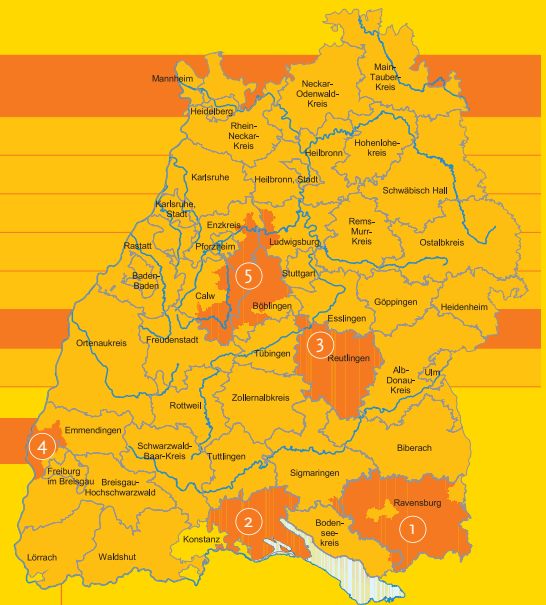 Mannheim
Main-
Tauber-
Kreis
Neckar-
Odenwald-
Kreis
Heidelberg
Rhein-
Neckar-
Kreis
Heilbronn
Hohenlohe-
kreis
Karlsruhe
Heilbronn, Stadt
Schwäbisch Hall
Karlsruhe,
Stadt
Enzkreis
Rems-
Murr-
Kreis
Rastatt
Pforzheim
Ludwigsburg
Ostalbkreis
Baden-
Baden
5
Stuttgart
Calw
Böblingen
Göppingen
Heidenheim
Esslingen
Ortenaukreis
Freudenstadt
3
Tübingen
Reutlingen
Alb-
Donau-
Kreis
Ulm
Rottweil
Zollernalbkreis
Emmendingen
4
Schwarzwald-
Baar-Kreis
Tuttlingen
Biberach
Freiburg
im Breisgau
Breisgau-
Hochschwarzwald
Sigmaringen
Ravensburg
2
1
Konstanz
Boden-
see-
kreis
Lörrach
Waldshut